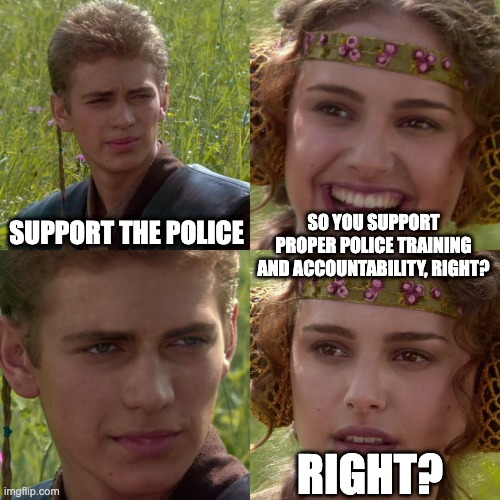 SUPPORT THE POLICE
SO YOU SUPPORT
PROPER POLICE TRAINING
AND ACCOUNTABILITY, RIGHT?
RIGHT?
imgflip.com